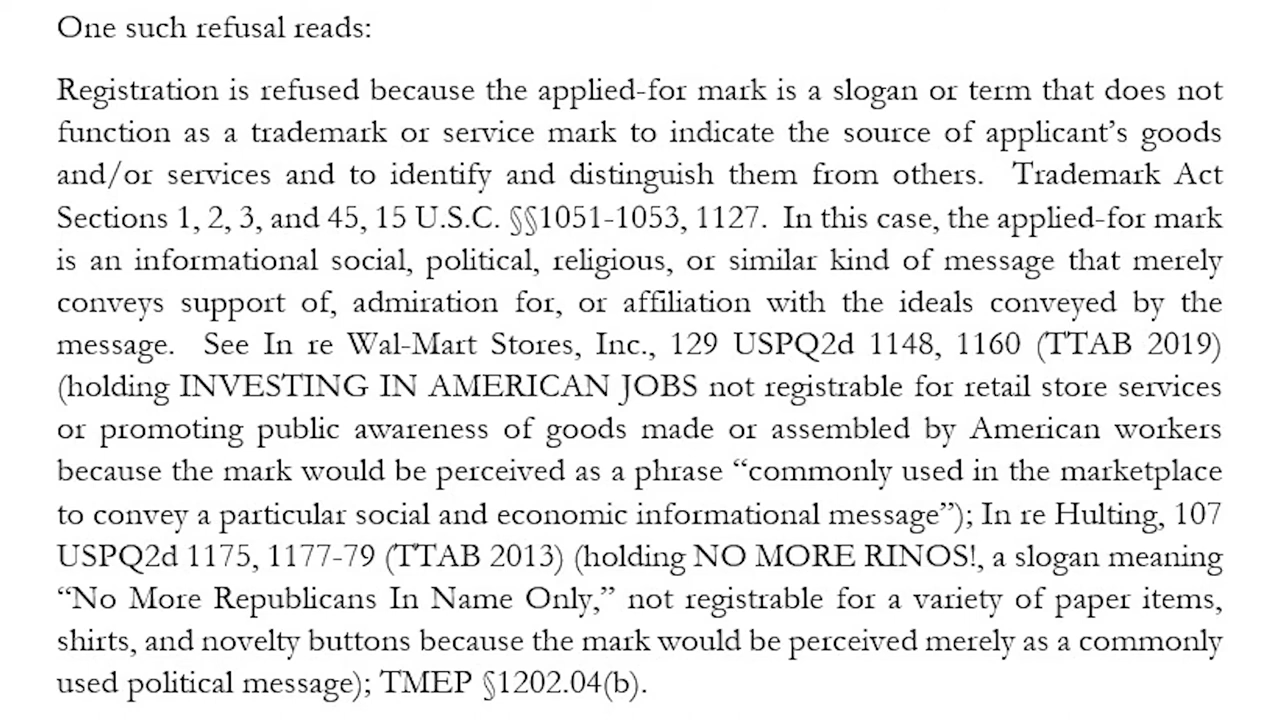 One such refusal reads:
Registration is refused because the applied-for mark is a slogan or term that does not
function as a trademark or service mark to indicate the source of applicant’s goods
and/or services and to identify and distinguish them from others.  Trademark Act
Sections 1, 2, 3, and 45, 15 U.S.C. §§1051-1053, 1127.  In this case, the applied-for mark
is an informational social, political, religious, or similar kind of message that merely
conveys support of, admiration for, or affiliation with the ideals conveyed by the
message.  See In re Wal-Mart Stores, Inc., 129 USPQ2d 1148, 1160 (TTAB 2019)
(holding INVESTING IN AMERICAN JOBS not registrable for retail store services
or promoting public awareness of goods made or assembled by American workers
because the mark would be perceived as a phrase “commonly used in the marketplace
to convey a particular social and economic informational message”); In re Hulting, 107
USPQ2d 1175, 1177-79 (TTAB 2013) (holding NO MORE RINOS!, a slogan meaning
“No More Republicans In Name Only,” not registrable for a variety of paper items,
shirts, and novelty buttons because the mark would be perceived merely as a commonly
used political message); TMEP §1202.04(b).